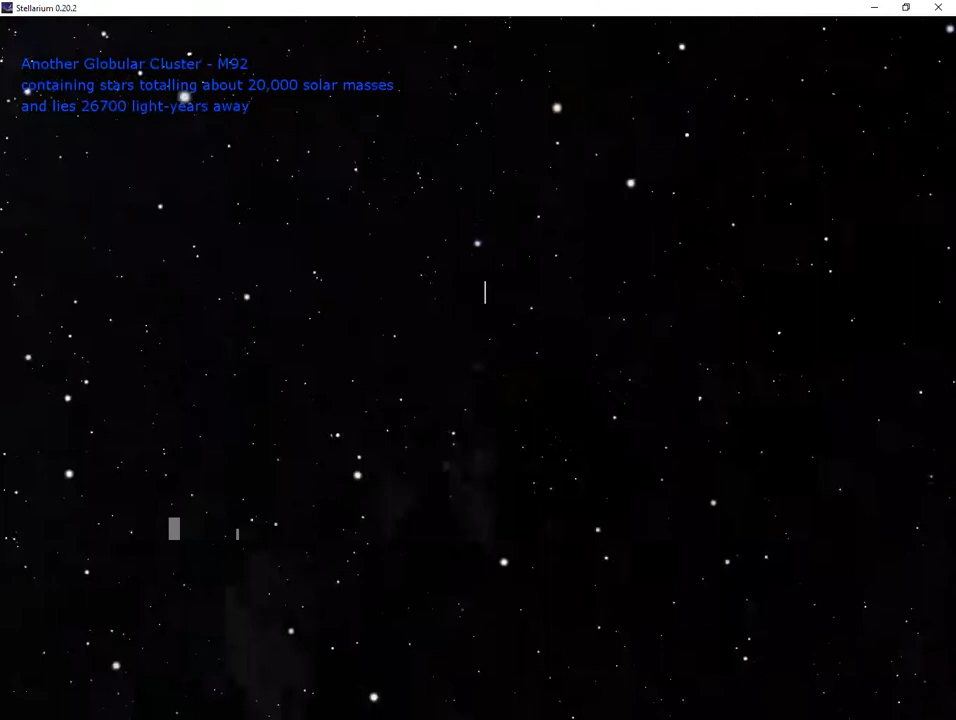 Stellarium 0.20.2
Another Globular Cluster - M92
containing stars totalling about 20,000 solar masses
and lies 26700 light-years away